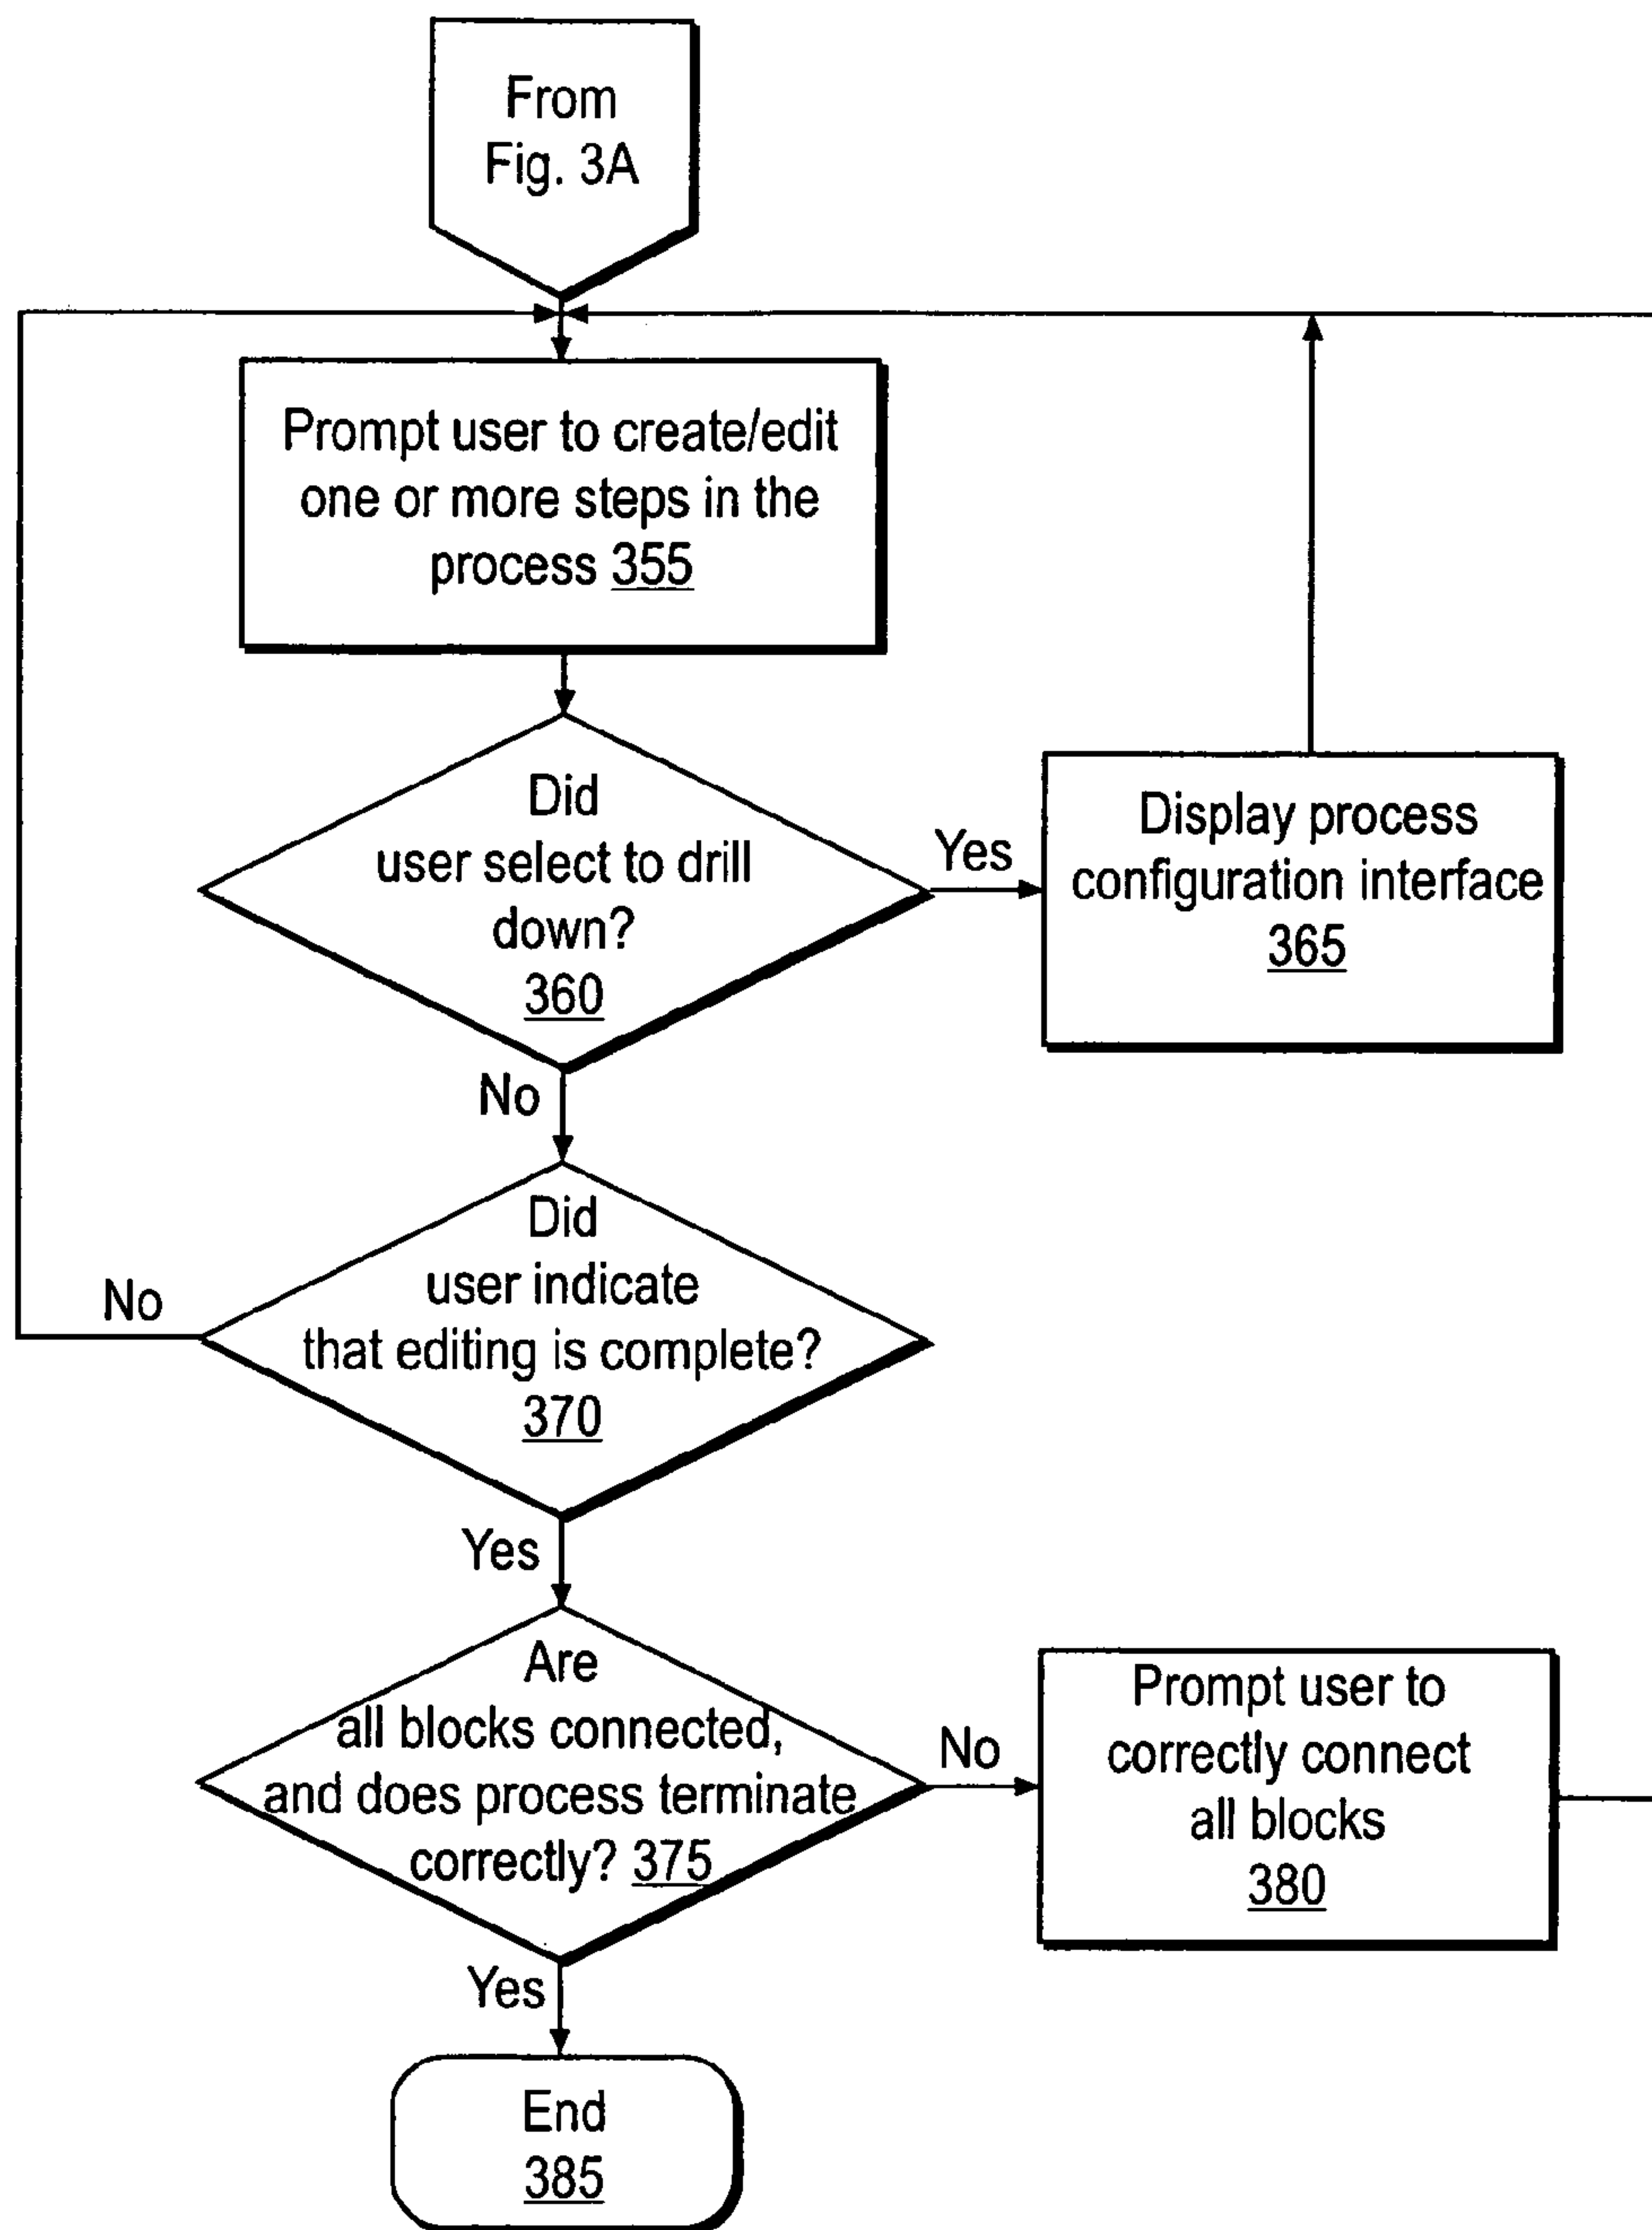 From
Fig. 3A
Prompt user to create/edit
one or more steps in the
process 355
Did
user select to drill
down?
360
Yes
Display process
configuration interface
365
No
Did
user indicate
that editing is complete?
370
No
Yes
Are
all blocks connected,
and does process terminate
correctly? 375
No
Prompt user to
correctly connect
all blocks
380
Yes
End
385